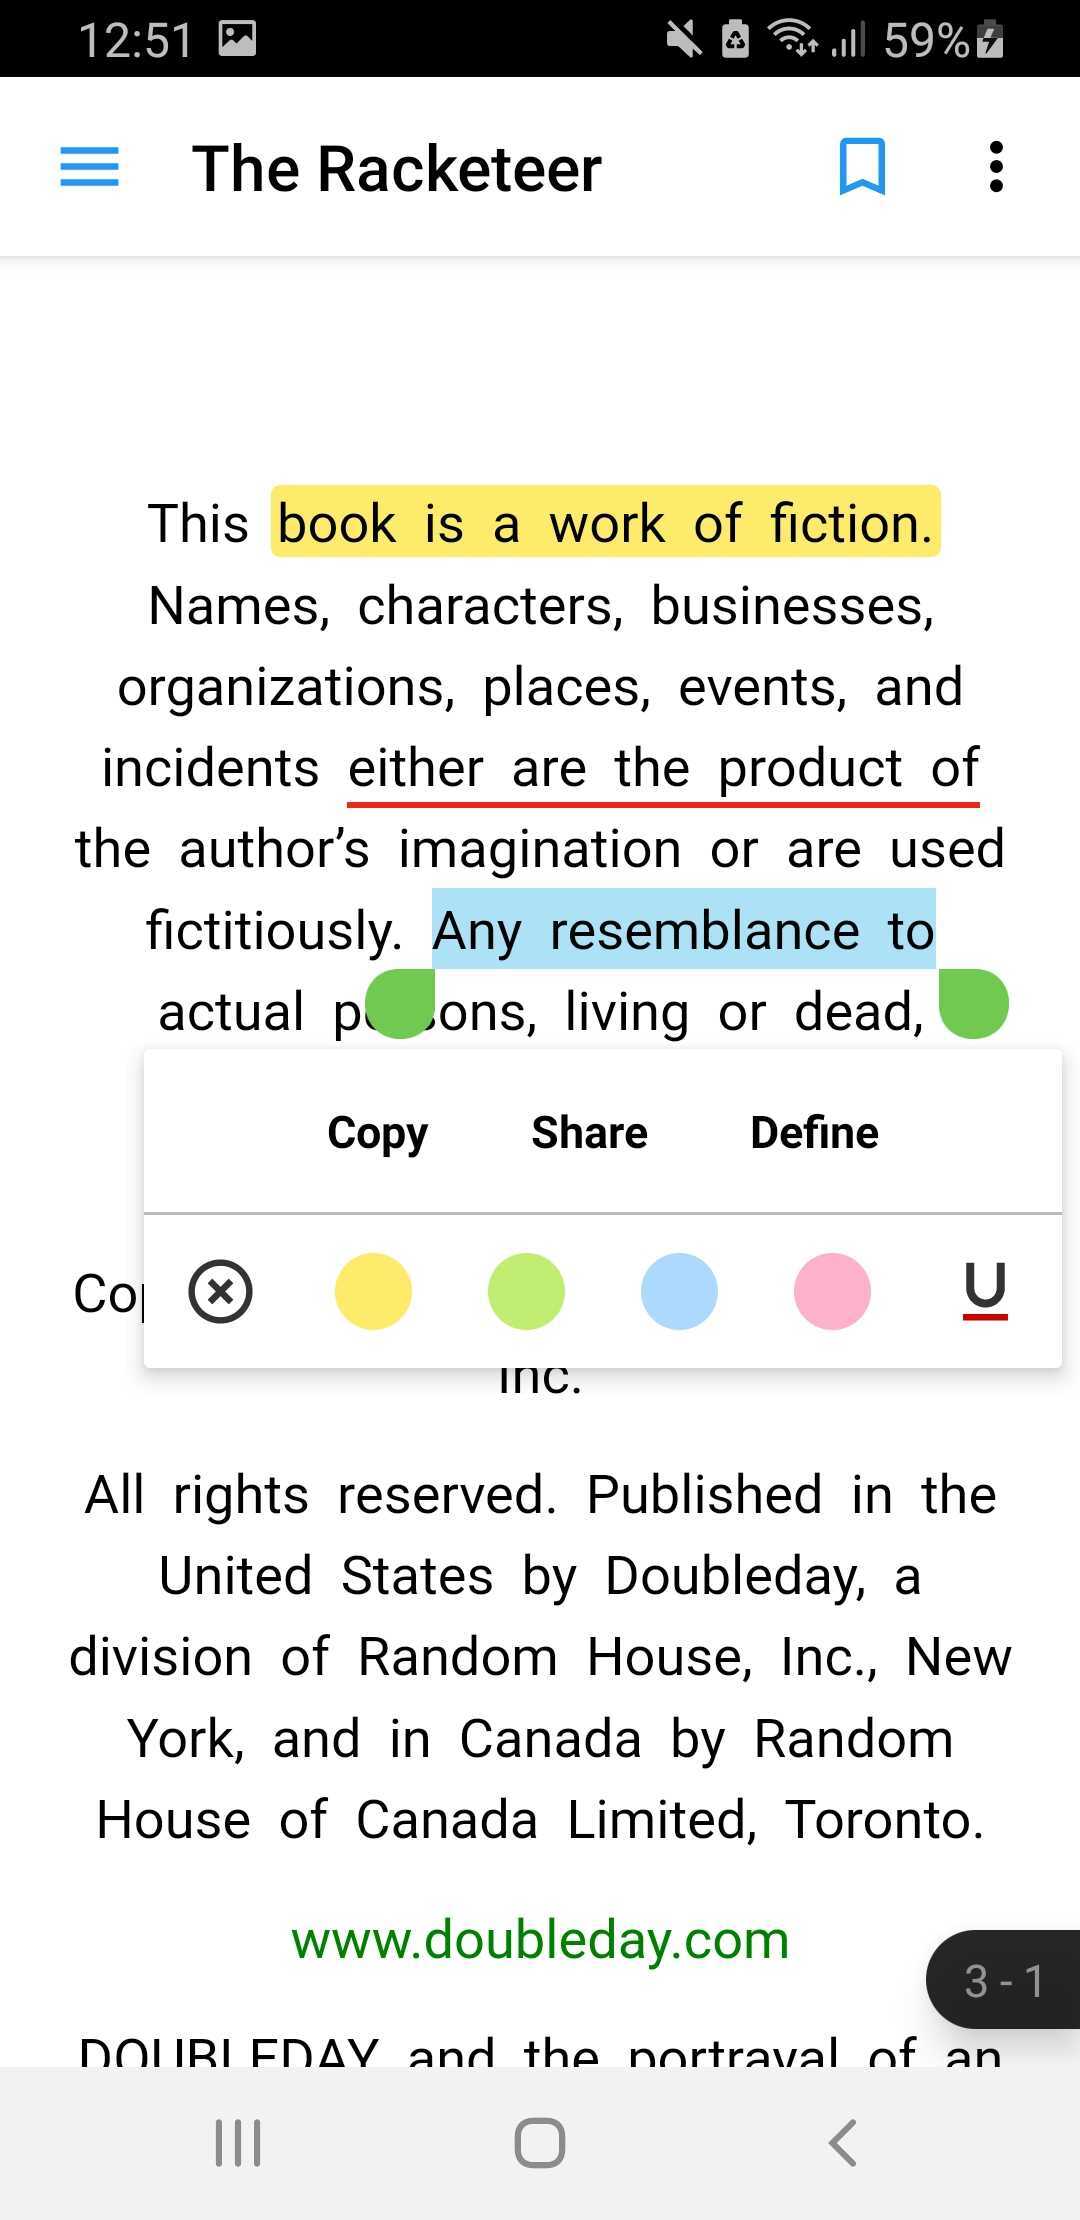 12:51 59%
The Racketeer
This book is a work of fiction.
Names, characters, businesses,
organizations, places, events, and
incidents either are the product of
the author’s imagination or are used
fictitiously. Any resemblance to
actual living or dead,
Copy Share Define
U
Inc.
All rights reserved. Published in the
United States by Doubleday, a
division of Random House, Inc., New
York, and in Canada by Random
House of Canada Limited, Toronto.
www.doubleday.com
3 - 1
DOUBLEDAY and the portrayal of an